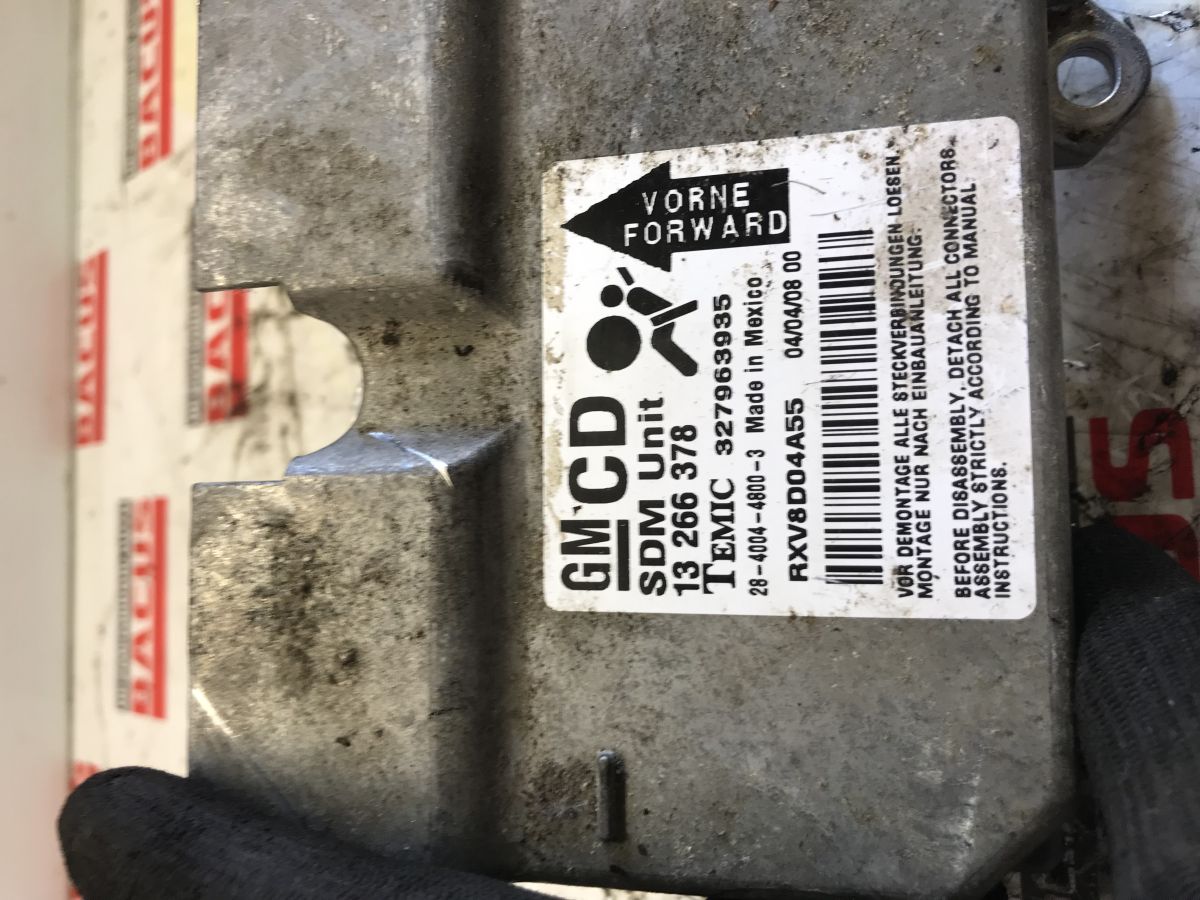 VORNE
FORWARD
GM CD
SDM Unit
13 266 378
TEMIC 327963935
28-4004-4800-3 Made in Mexico
RXV8D04A55 04/04/08 00
VOR DEMONTAGE ALLE STECKVERBINDUNGEN LOESEN.
MONTAGE NUR NACH EINBAUANLEITUNG.
BEFORE DISASSEMBLY, DETACH ALL CONNECTORS.
ASSEMBLY STRICTLY ACCORDING TO MANUAL
INSTRUCTIONS.
BACUS
BACUS
BACUS